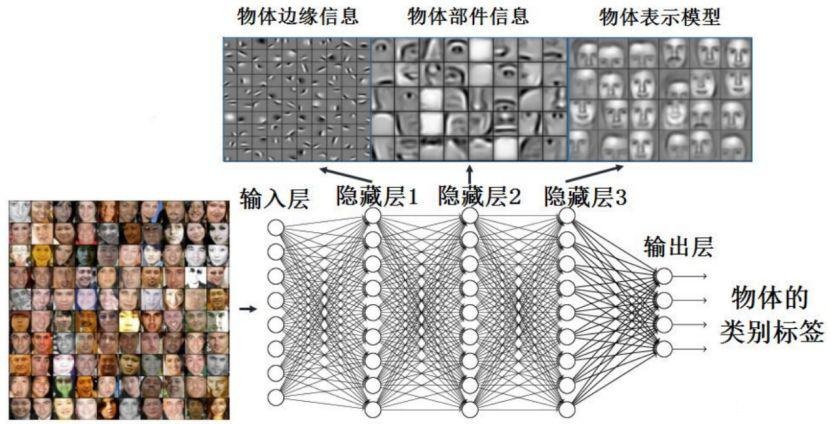 物体边缘信息
物体部件信息
物体表示模型
输入层
隐藏层1
隐藏层2
隐藏层3
输出层
物体的
类别标签